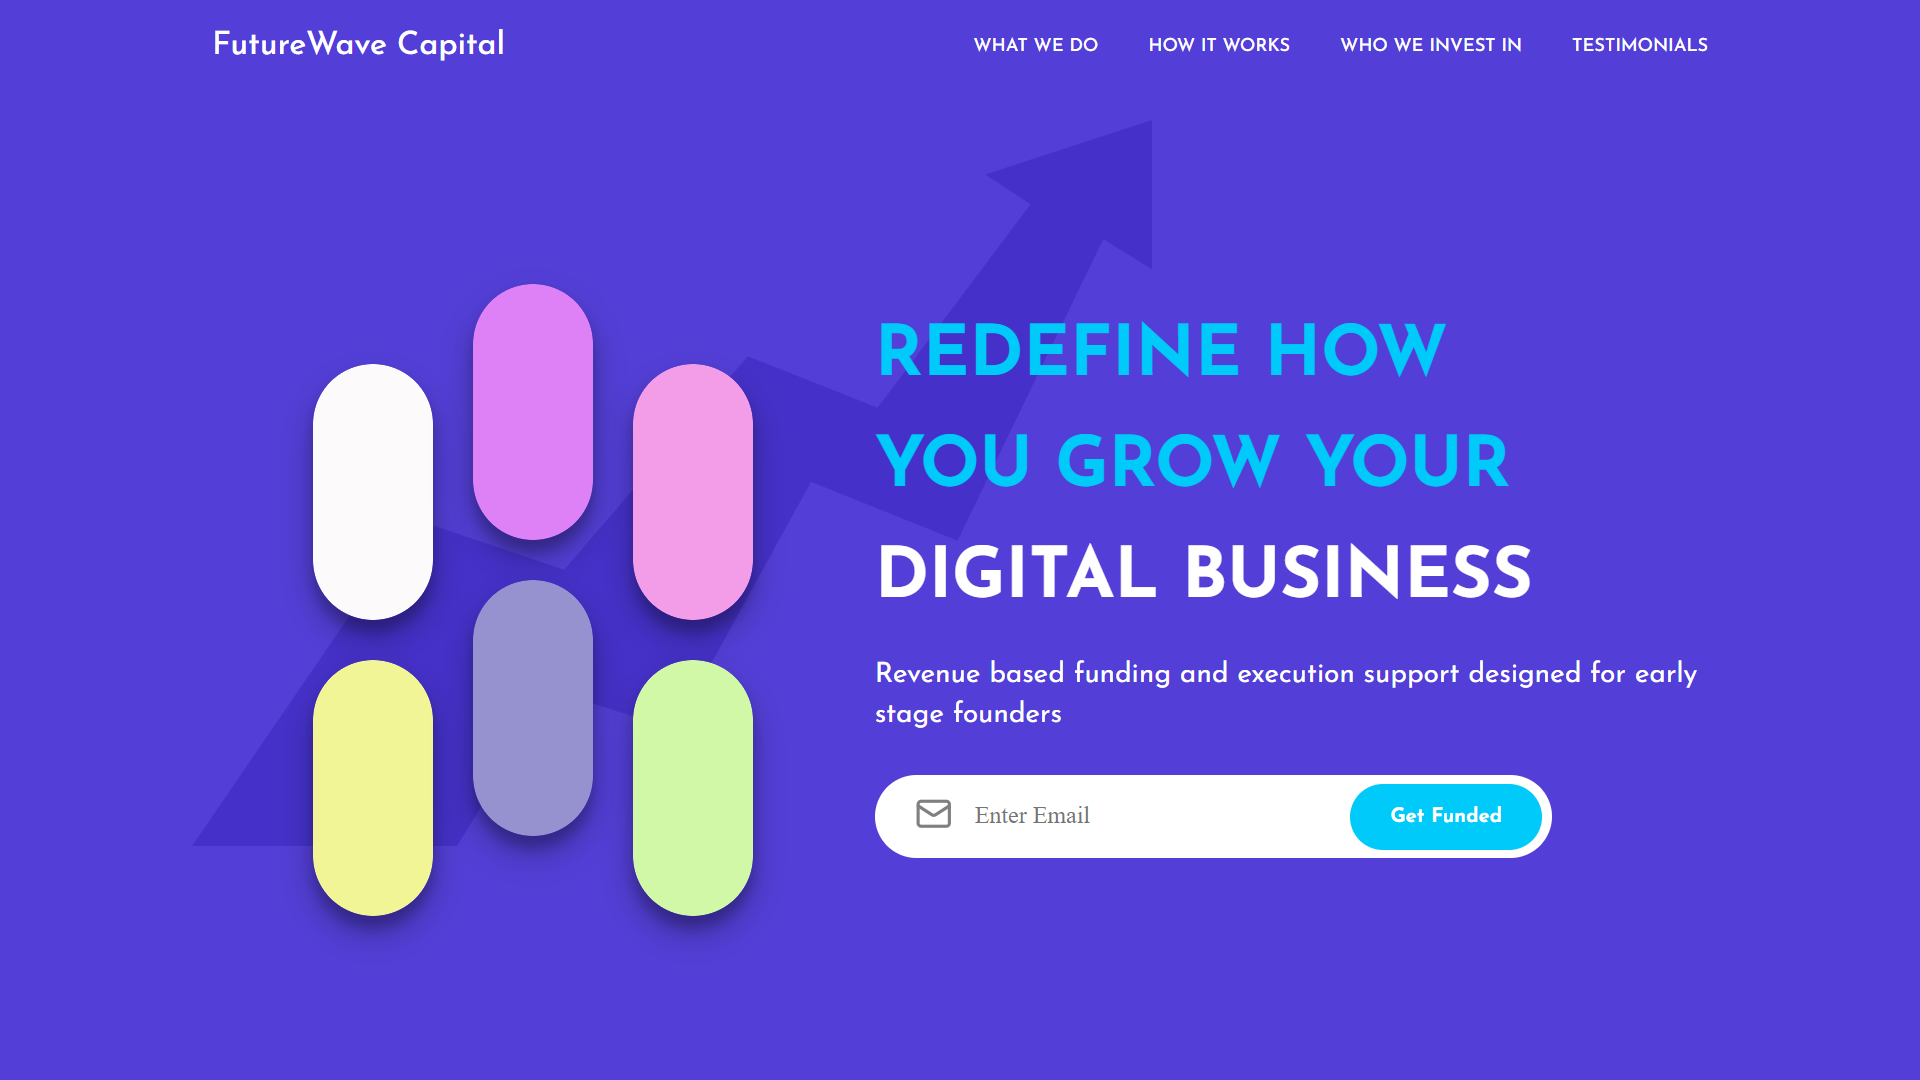 FutureWave Capital
WHAT WE DO
HOW IT WORKS
WHO WE INVEST IN
TESTIMONIALS
REDEFINE HOW
YOU GROW YOUR
DIGITAL BUSINESS
Revenue based funding and execution support designed for early
stage founders
Enter Email
Get Funded